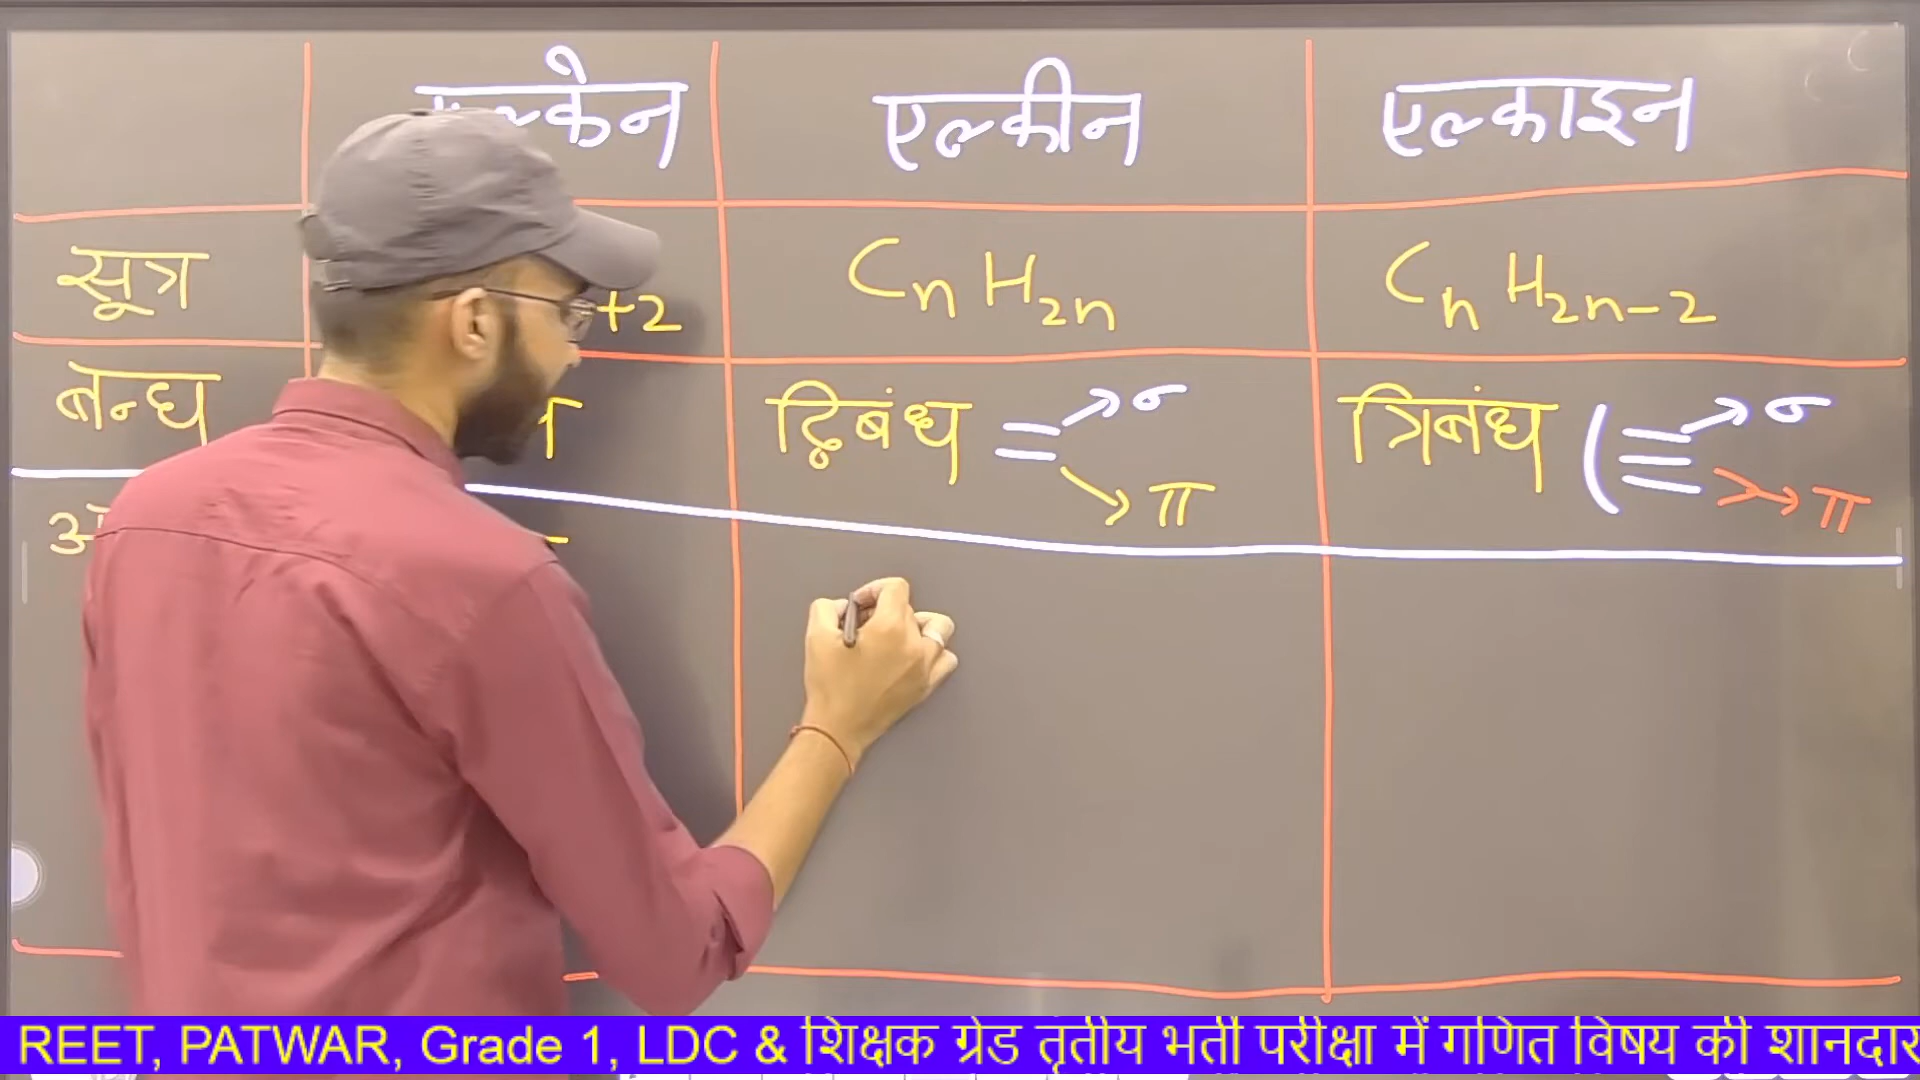 एल्कीन एल्काइन
सूत्र +2 CnH2n CnH2n-2
बन्ध द्विबंध = → σ → π त्रिबंध ( ≡ → σ → π
REET, PATWAR, Grade 1, LDC & शिक्षक ग्रेड तृतीय भर्ती परीक्षा में गणित विषय की शानदार